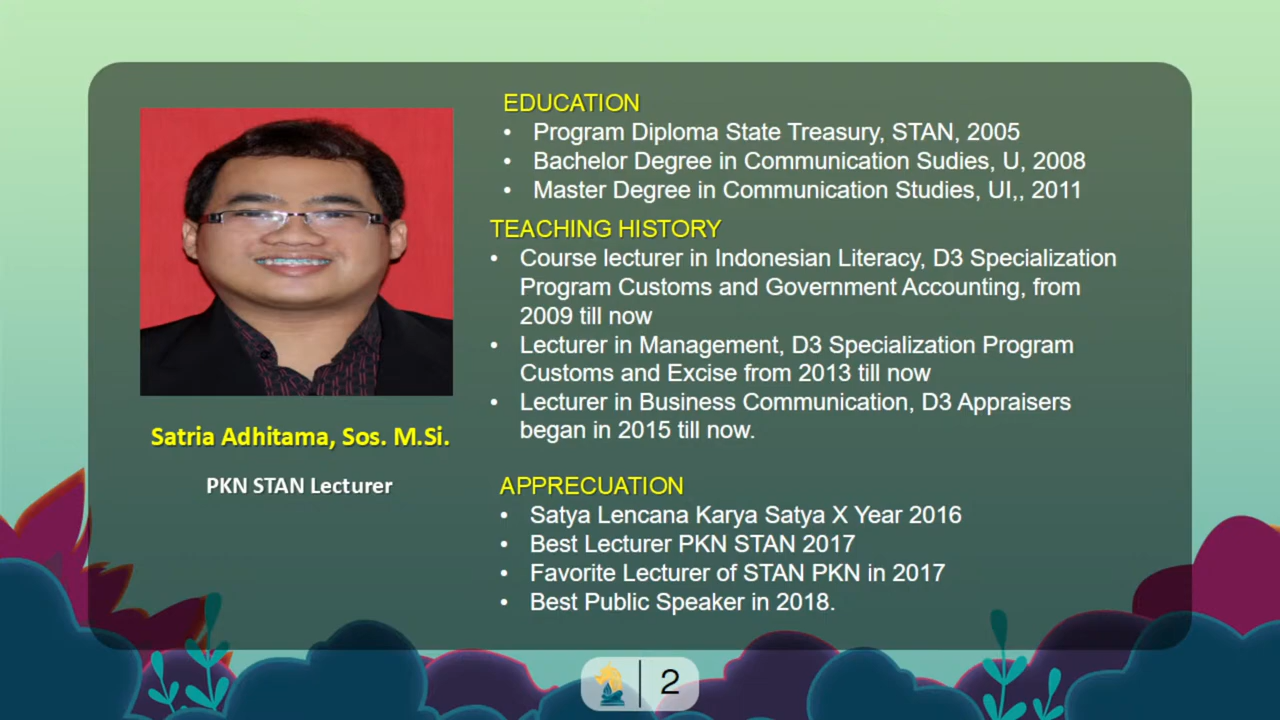 EDUCATION
• Program Diploma State Treasury, STAN, 2005
• Bachelor Degree in Communication Sudies, U, 2008
• Master Degree in Communication Studies, UI,, 2011
TEACHING HISTORY
• Course lecturer in Indonesian Literacy, D3 Specialization
Program Customs and Government Accounting, from
2009 till now
• Lecturer in Management, D3 Specialization Program
Customs and Excise from 2013 till now
• Lecturer in Business Communication, D3 Appraisers
began in 2015 till now.
Satria Adhitama, Sos. M.Si.
PKN STAN Lecturer
APPRECUATION
• Satya Lencana Karya Satya X Year 2016
• Best Lecturer PKN STAN 2017
• Favorite Lecturer of STAN PKN in 2017
• Best Public Speaker in 2018.
2